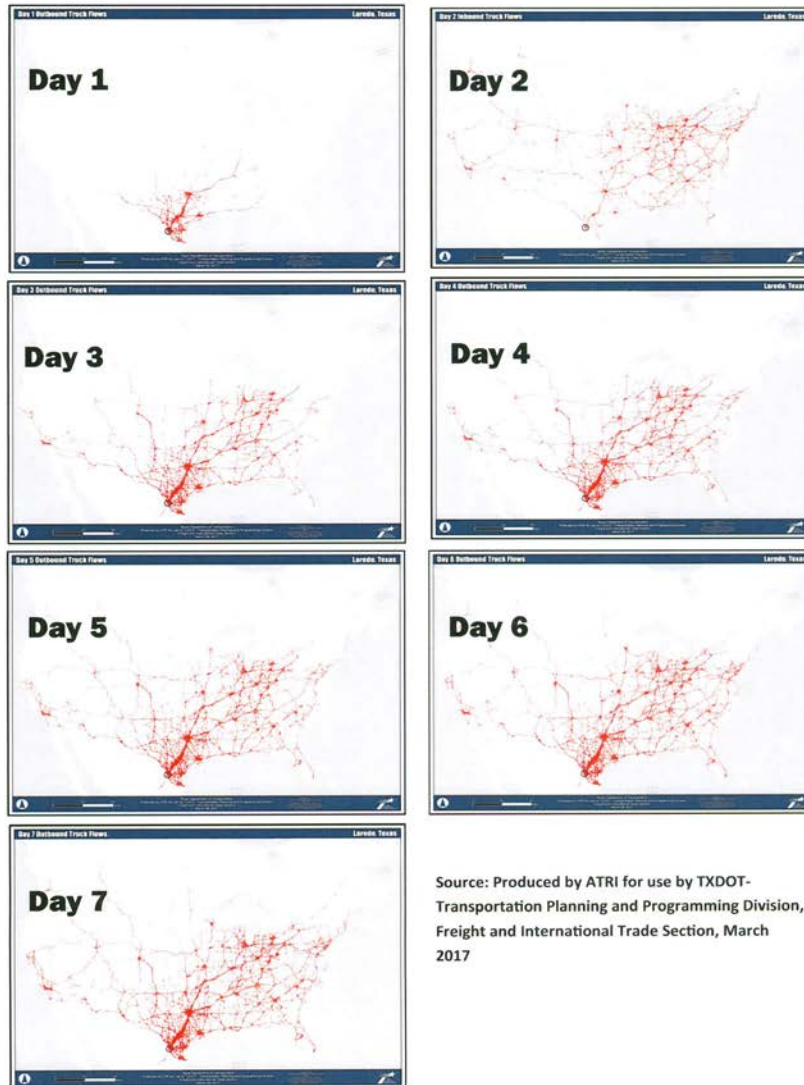 Day 1 Outbound Truck Flows Laredo, Texas
Day 1
Day 2 Inbound Truck Flows Laredo, Texas
Day 2
Day 3 Outbound Truck Flows Laredo, Texas
Day 3
Day 4 Outbound Truck Flows Laredo, Texas
Day 4
Day 5 Outbound Truck Flows Laredo, Texas
Day 5
Day 6 Outbound Truck Flows Laredo, Texas
Day 6
Day 7 Outbound Truck Flows Laredo, Texas
Day 7
Source: Produced by ATRI for use by TXDOT-
Transportation Planning and Programming Division,
Freight and International Trade Section, March
2017